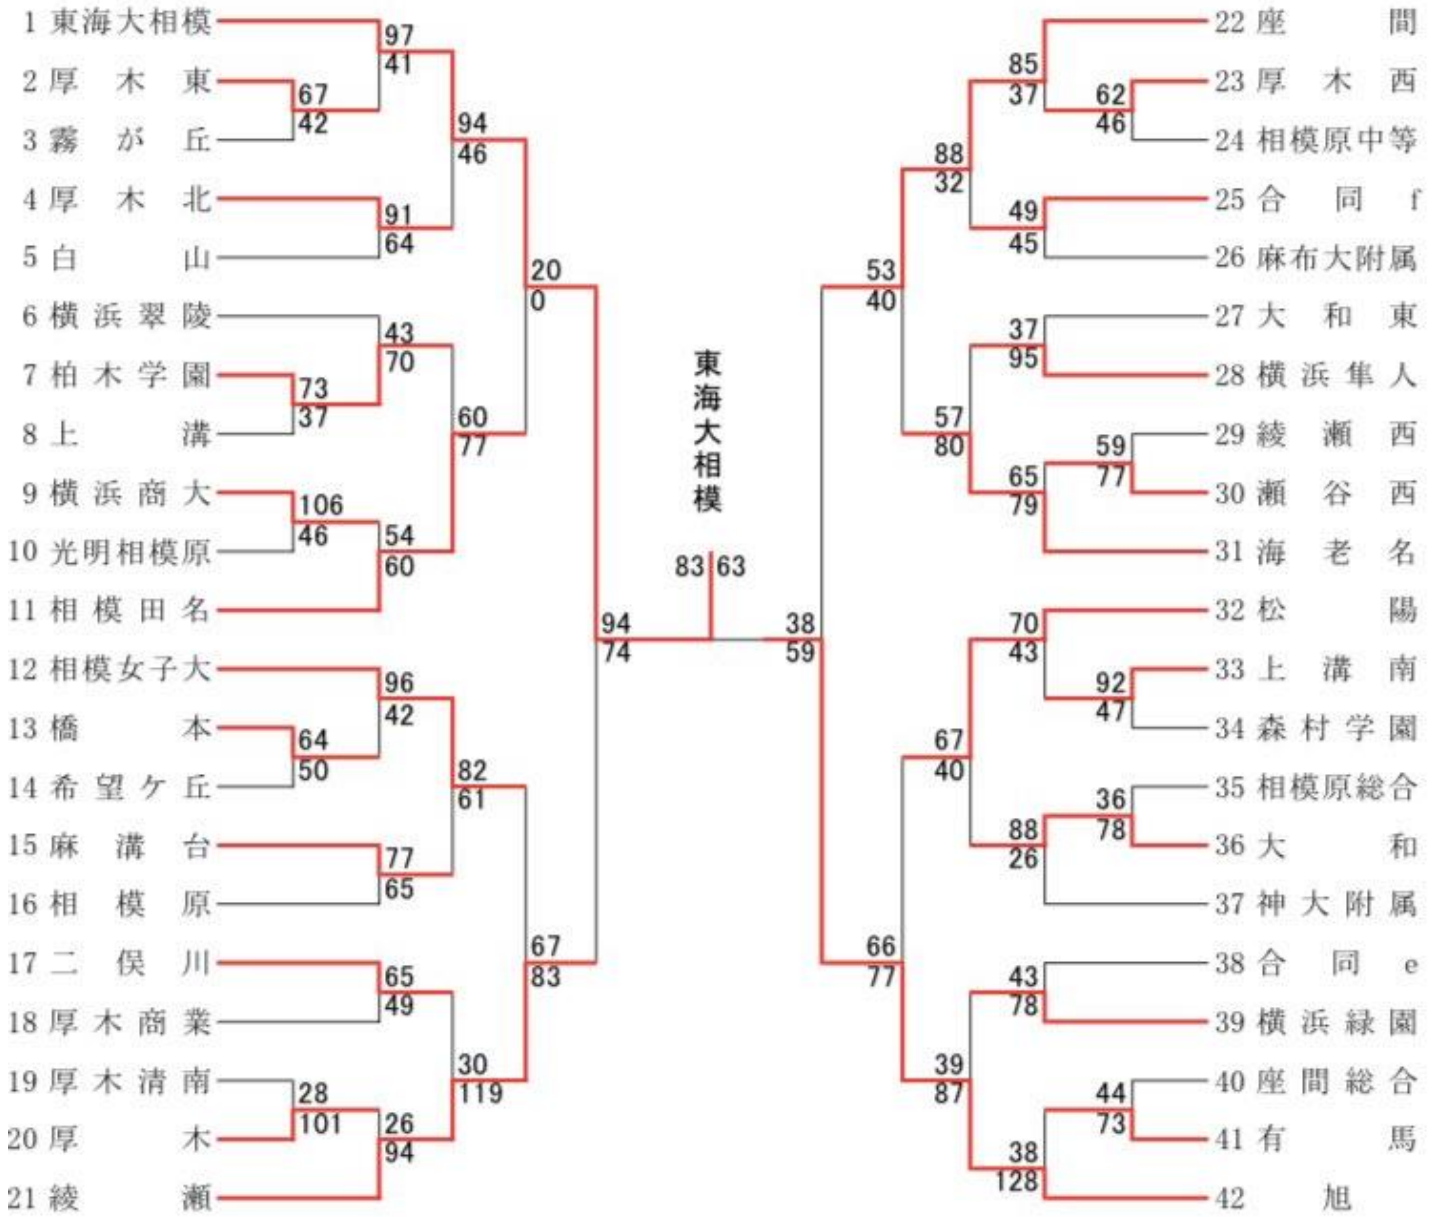 1 東海大相模
2 厚木東
3 霧が丘
4 厚木北
5 白山
6 横浜翠陵
7 柏木学園
8 上溝
9 横浜商大
10 光明相模原
11 相模田名
12 相模女子大
13 橋本
14 希望ケ丘
15 麻溝台
16 相模原
17 二俣川
18 厚木商業
19 厚木清南
20 厚木
21 綾瀬
67
42
73
37
106
46
64
50
28
101
97
41
91
64
43
70
54
60
96
42
77
65
65
49
26
94
94
46
60
77
82
61
30
119
20
0
67
83
94
74
東海大相模
83 63
38
59
53
40
66
77
88
32
57
80
67
40
39
87
85
37
49
45
37
95
65
79
70
43
88
26
43
78
38
128
62
46
59
77
92
47
36
78
44
73
22 座間
23 厚木西
24 相模原中等
25 合同f
26 麻布大附属
27 大和東
28 横浜隼人
29 綾瀬西
30 瀬谷西
31 海老名
32 松陽
33 上溝南
34 森村学園
35 相模原総合
36 大和
37 神大附属
38 合同e
39 横浜緑園
40 座間総合
41 有馬
42 旭